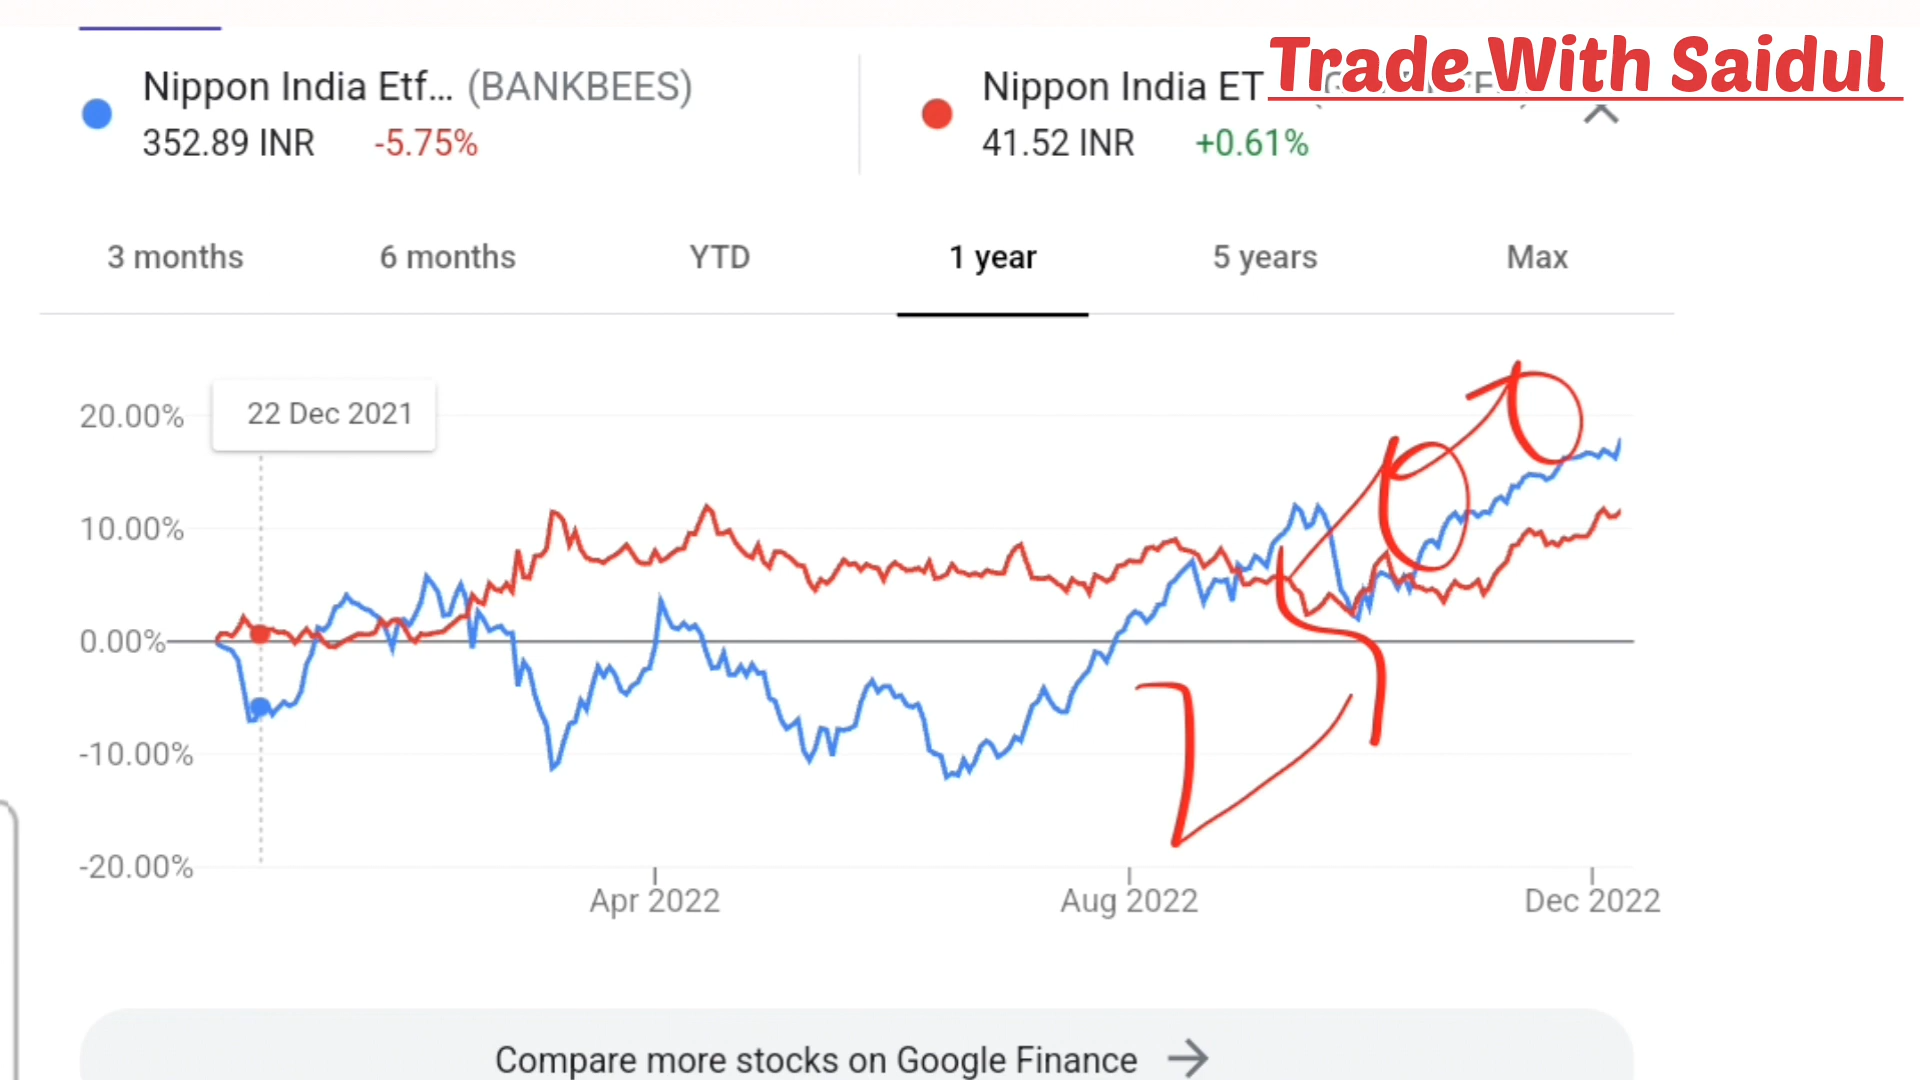 Trade With Saidul
Nippon India Etf... (BANKBEES)
352.89 INR -5.75%
Nippon India ET
41.52 INR +0.61%
3 months 6 months YTD 1 year 5 years Max
22 Dec 2021
20.00%
10.00%
0.00%
-10.00%
-20.00%
Apr 2022 Aug 2022 Dec 2022
Compare more stocks on Google Finance